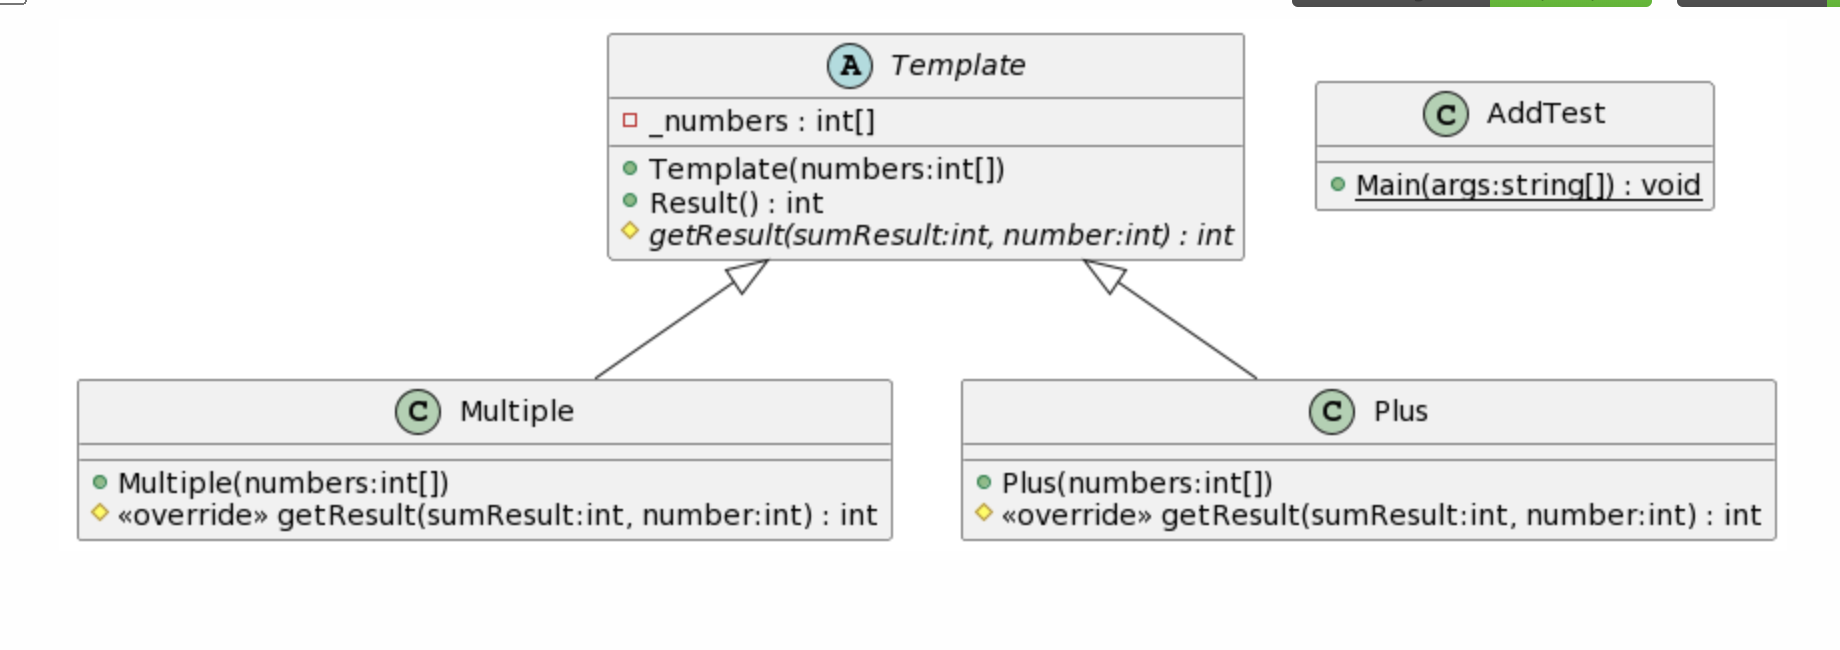 A Template
_numbers : int[]
Template(numbers:int[])
Result() : int
getResult(sumResult:int, number:int) : int
C AddTest
Main(args:string[]) : void
C Multiple
Multiple(numbers:int[])
«override» getResult(sumResult:int, number:int) : int
C Plus
Plus(numbers:int[])
«override» getResult(sumResult:int, number:int) : int